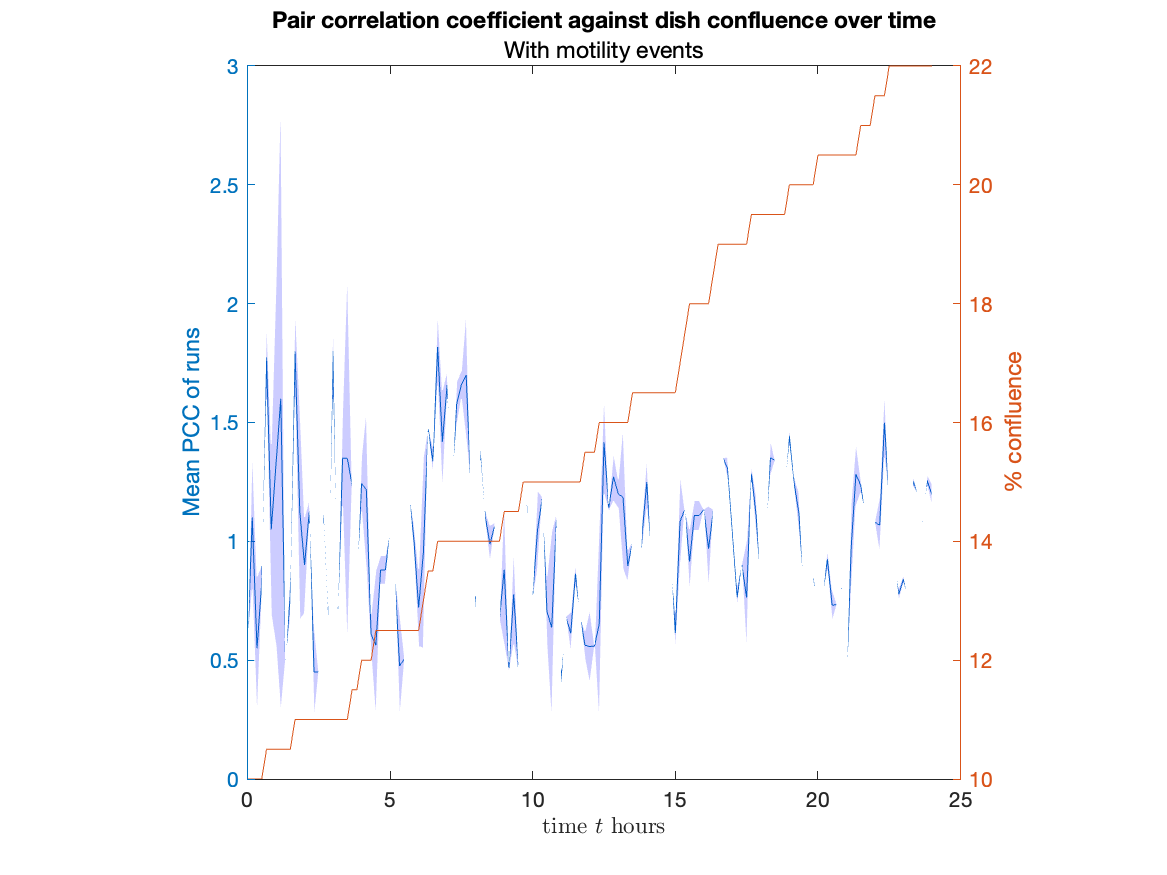 Pair correlation coefficient against dish confluence over time
With motility events
3
2.5
2
1.5
1
0.5
0
Mean PCC of runs
22
20
18
16
14
12
10
% confluence
0 5 10 15 20 25
time t hours